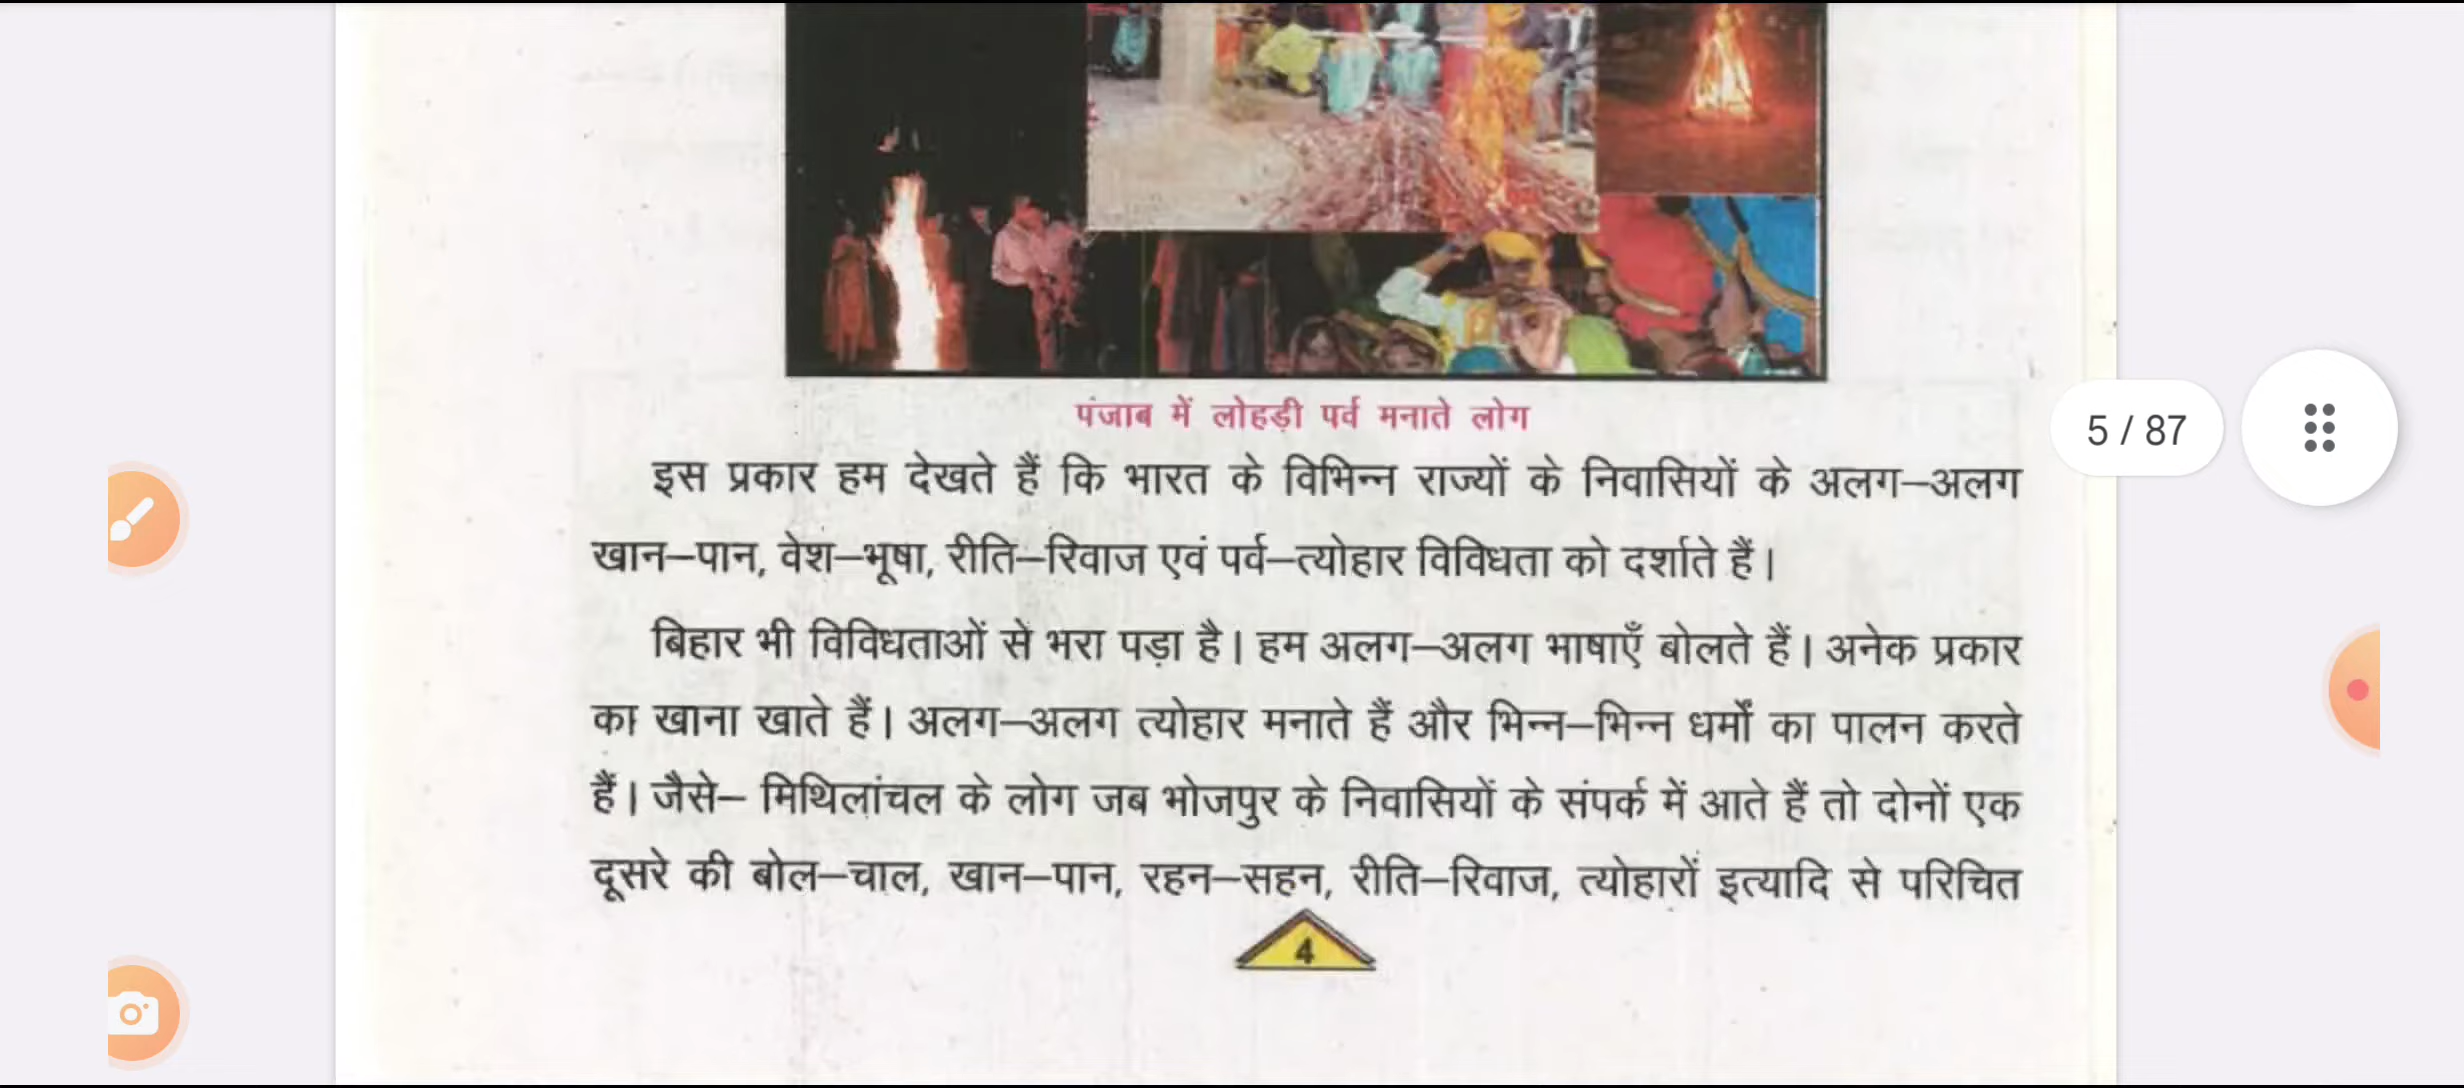 पंजाब में लोहड़ी पर्व मनाते लोग
इस प्रकार हम देखते हैं कि भारत के विभिन्न राज्यों के निवासियों के अलग–अलग
5 / 87
खान–पान, वेश–भूषा, रीति–रिवाज एवं पर्व–त्योहार विविधता को दर्शाते हैं।
बिहार भी विविधताओं से भरा पड़ा है। हम अलग–अलग भाषाएँ बोलते हैं। अनेक प्रकार
का खाना खाते हैं। अलग–अलग त्योहार मनाते हैं और भिन्न–भिन्न धर्मों का पालन करते
हैं। जैसे– मिथिलांचल के लोग जब भोजपुर के निवासियों के संपर्क में आते हैं तो दोनों एक
दूसरे की बोल–चाल, खान–पान, रहन–सहन, रीति–रिवाज, त्योहारों इत्यादि से परिचित
4